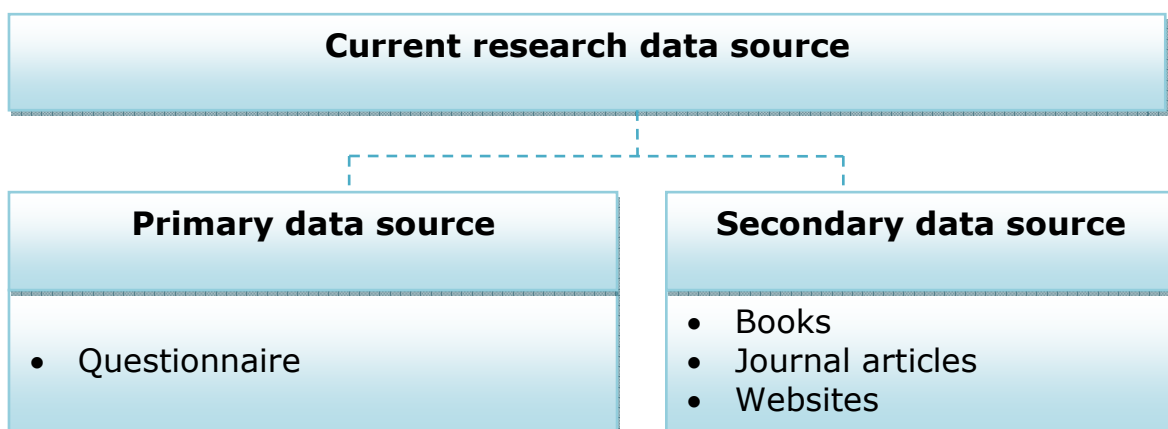 Current research data source
Primary data source
• Questionnaire
Secondary data source
• Books
• Journal articles
• Websites